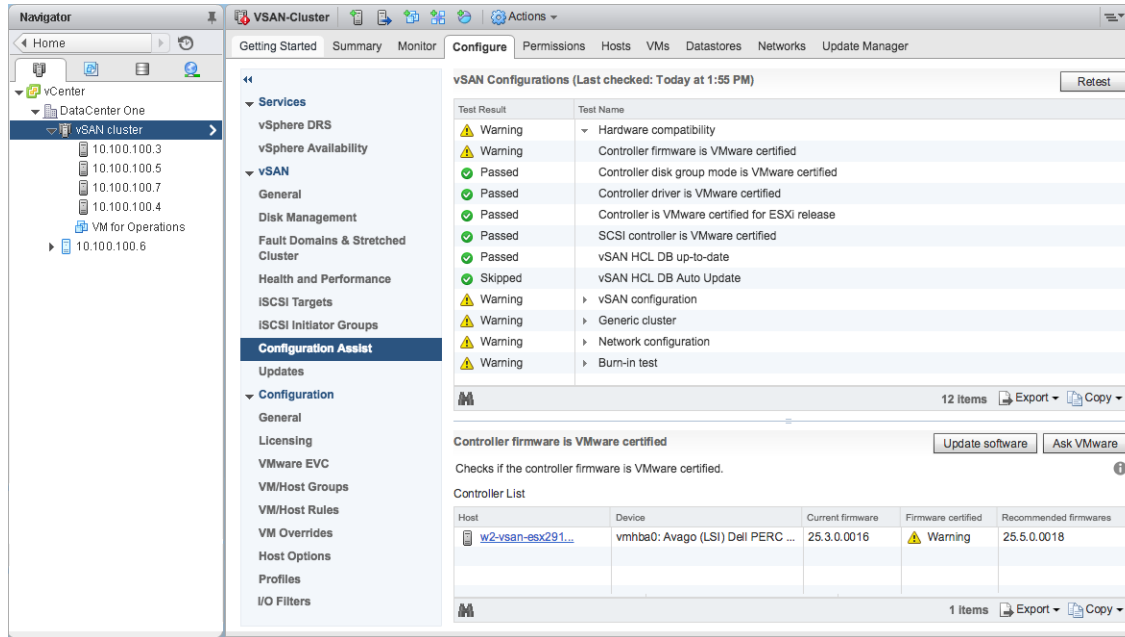 Navigator
Home
vCenter
DataCenter One
vSAN cluster
10.100.100.3
10.100.100.5
10.100.100.7
10.100.100.4
VM for Operations
10.100.100.6
VSAN-Cluster Actions
Getting Started Summary Monitor Configure Permissions Hosts VMs Datastores Networks Update Manager
Services
vSphere DRS
vSphere Availability
vSAN
General
Disk Management
Fault Domains & Stretched
Cluster
Health and Performance
iSCSI Targets
iSCSI Initiator Groups
Configuration Assist
Updates
Configuration
General
Licensing
VMware EVC
VM/Host Groups
VM/Host Rules
VM Overrides
Host Options
Profiles
I/O Filters
vSAN Configurations (Last checked: Today at 1:55 PM)
Retest
Test Result Test Name
Warning Hardware compatibility
Warning Controller firmware is VMware certified
Passed Controller disk group mode is VMware certified
Passed Controller driver is VMware certified
Passed Controller is VMware certified for ESXi release
Passed SCSI controller is VMware certified
Passed vSAN HCL DB up-to-date
Skipped vSAN HCL DB Auto Update
Warning vSAN configuration
Warning Generic cluster
Warning Network configuration
Warning Burn-in test
12 items Export Copy
Controller firmware is VMware certified
Update software Ask VMware
Checks if the controller firmware is VMware certified.
Controller List
Host Device Current firmware Firmware certified Recommended firmwares
w2-vsan-esx291... vmhba0: Avago (LSI) Dell PERC ... 25.3.0.0016 Warning 25.5.0.0018
1 items Export Copy